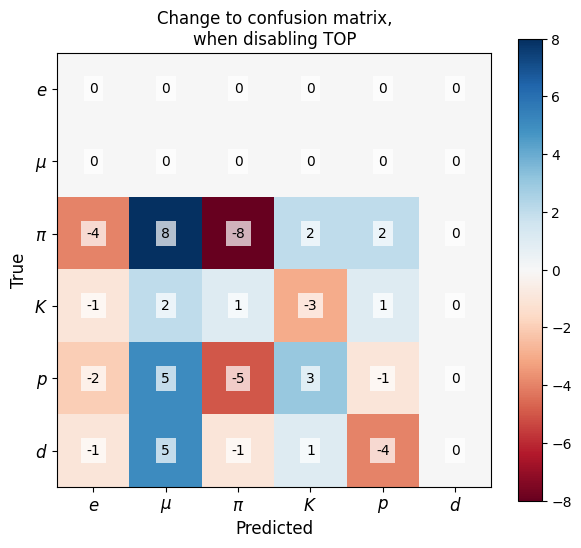 Change to confusion matrix,
when disabling TOP
True
e 0 0 0 0 0 0
μ 0 0 0 0 0 0
π -4 8 -8 2 2 0
K -1 2 1 -3 1 0
p -2 5 -5 3 -1 0
d -1 5 -1 1 -4 0
e μ π K p d
Predicted
8
6
4
2
0
−2
−4
−6
−8